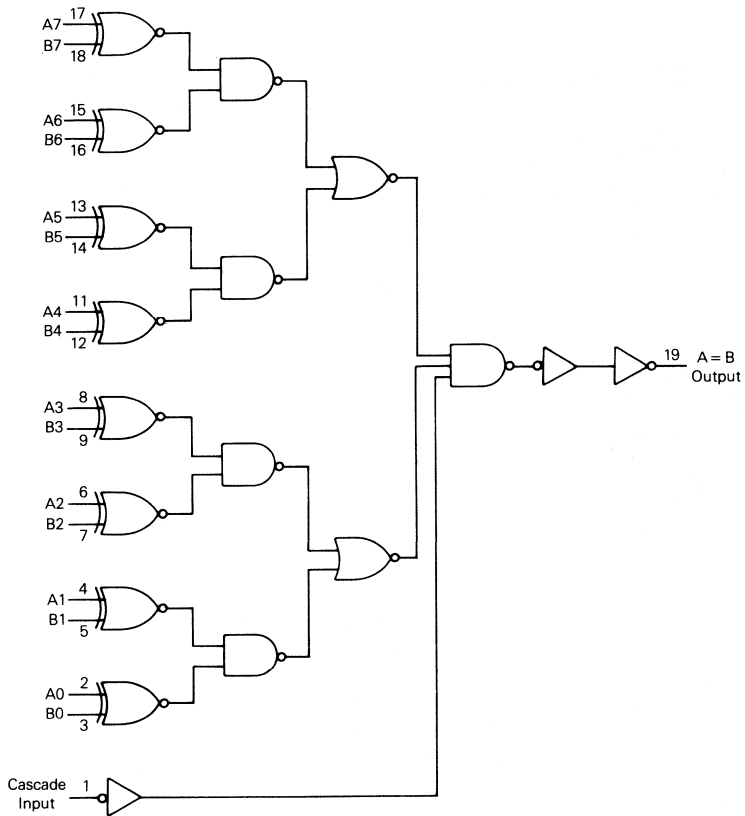 A7 17
B7 18
A6 15
B6 16
A5 13
B5 14
A4 11
B4 12
A3 8
B3 9
A2 6
B2 7
A1 4
B1 5
A0 2
B0 3
Cascade
Input
1
19
A = B
Output